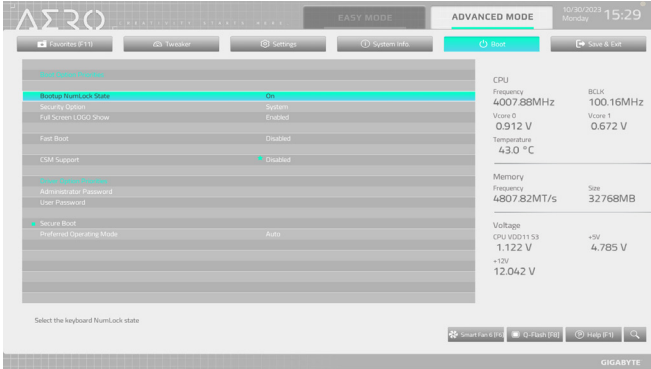 AERO
EASY MODE
ADVANCED MODE
10/30/2023
Monday
15:29
Favorites (F11)
Tweaker
Settings
System Info.
Boot
Save & Exit
Bootup NumLock State On
Security Option System
Full Screen LOGO Show Enabled
Fast Boot Disabled
CSM Support Disabled
Administrator Password
User Password
Secure Boot
Preferred Operating Mode Auto
CPU
Frequency BCLK
4007.88MHz 100.16MHz
Vcore 0 Vcore 1
0.912 V 0.672 V
Temperature
43.0 °C
Memory
Frequency Size
4807.82MT/s 32768MB
Voltage
CPU VDD11 S3 +5V
1.122 V 4.785 V
+12V
12.042 V
Select the keyboard NumLock state
Smart Fan 6 (F6)
Q-Flash (F8)
Help (F1)
GIGABYTE